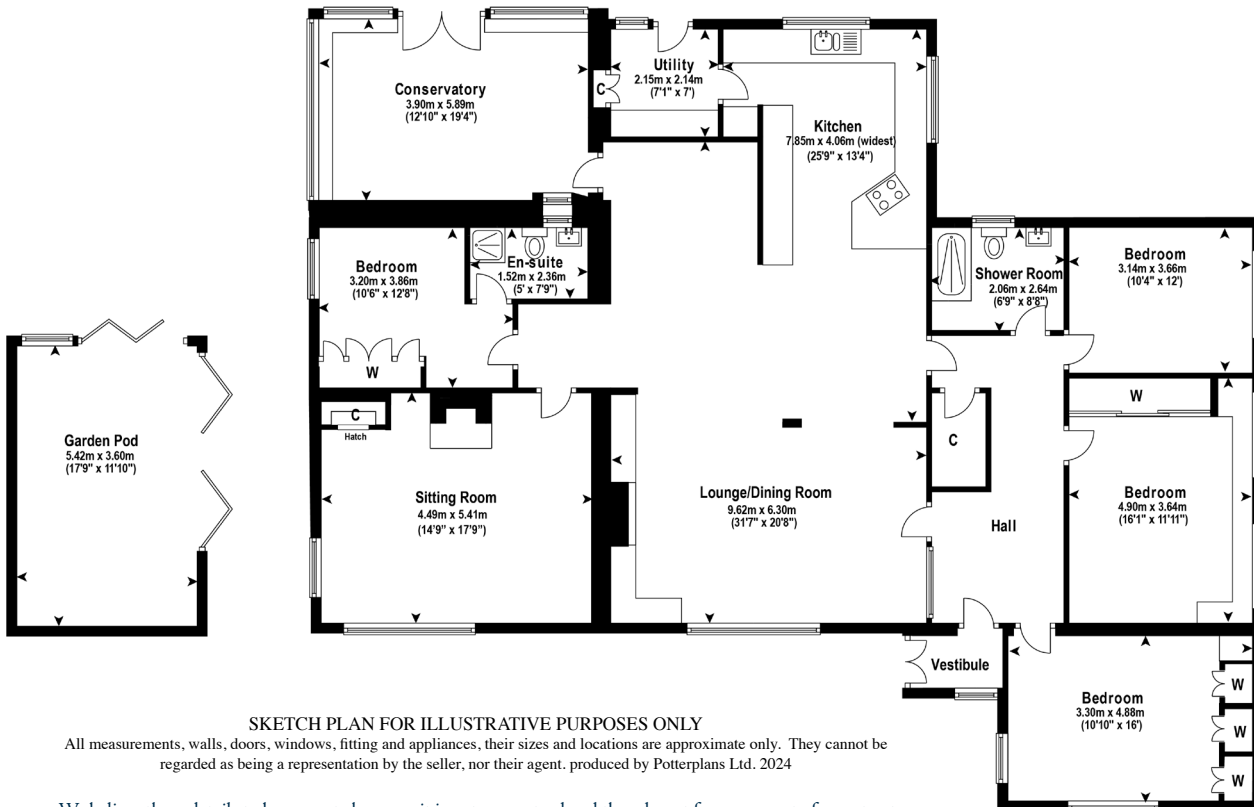 Conservatory
3.90m x 5.89m
(12'10" x 19'4")
C
Utility
2.15m x 2.14m
(7'1" x 7')
Kitchen
7.85m x 4.06m (widest)
(25'9" x 13'4")
Bedroom
3.20m x 3.86m
(10'6" x 12'8")
W
En-suite
1.52m x 2.36m
(5' x 7'9")
Shower Room
2.06m x 2.64m
(6'9" x 8'8")
Bedroom
3.14m x 3.66m
(10'4" x 12')
Garden Pod
5.42m x 3.60m
(17'9" x 11'10")
C
Hatch
Sitting Room
4.49m x 5.41m
(14'9" x 17'9")
Lounge/Dining Room
9.62m x 6.30m
(31'7" x 20'8")
C
Hall
W
Bedroom
4.90m x 3.64m
(16'1" x 11'11")
Vestibule
Bedroom
3.30m x 4.88m
(10'10" x 16')
W
W
W
SKETCH PLAN FOR ILLUSTRATIVE PURPOSES ONLY
All measurements, walls, doors, windows, fitting and appliances, their sizes and locations are approximate only. They cannot be
regarded as being a representation by the seller, nor their agent. produced by Potterplans Ltd. 2024